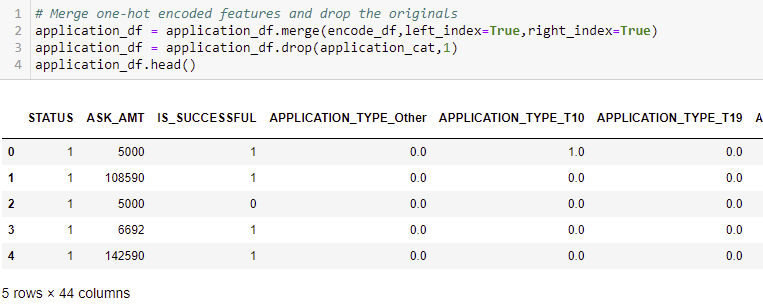 1 # Merge one-hot encoded features and drop the originals
2 application_df = application_df.merge(encode_df,left_index=True,right_index=True)
3 application_df = application_df.drop(application_cat,1)
4 application_df.head()
STATUS ASK_AMT IS_SUCCESSFUL APPLICATION_TYPE_Other APPLICATION_TYPE_T10 APPLICATION_TYPE_T19 A
0 1 5000 1 0.0 1.0 0.0
1 1 108590 1 0.0 0.0 0.0
2 1 5000 0 0.0 0.0 0.0
3 1 6692 1 0.0 0.0 0.0
4 1 142590 1 0.0 0.0 0.0
5 rows × 44 columns